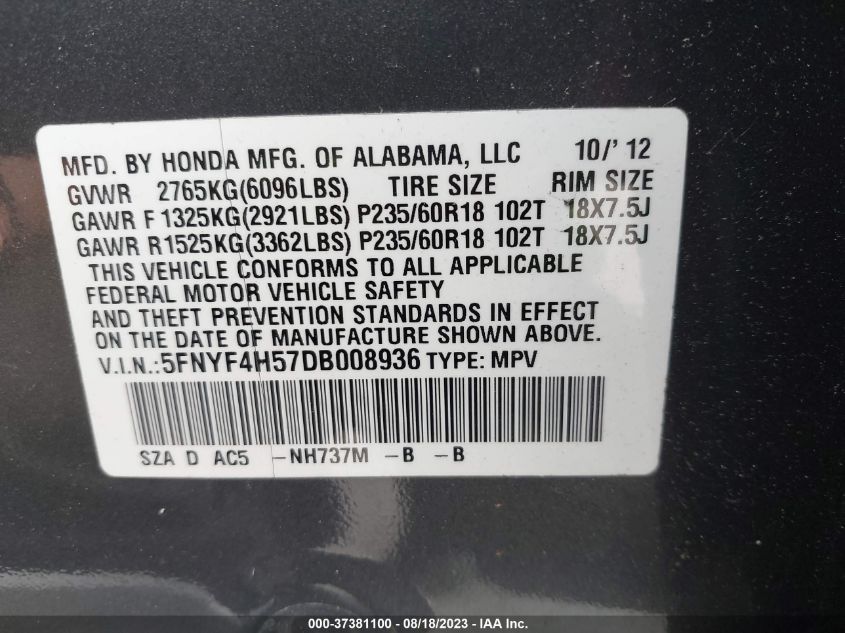 MFD. BY HONDA MFG. OF ALABAMA, LLC 10/'12
GVWR 2765KG(6096LBS) TIRE SIZE RIM SIZE
GAWR F 1325KG(2921LBS) P235/60R18 102T 18X7.5J
GAWR R1525KG(3362LBS) P235/60R18 102T 18X7.5J
THIS VEHICLE CONFORMS TO ALL APPLICABLE
FEDERAL MOTOR VEHICLE SAFETY
AND THEFT PREVENTION STANDARDS IN EFFECT
ON THE DATE OF MANUFACTURE SHOWN ABOVE.
V.I.N.:5FNYF4H57DB008936 TYPE: MPV
SZA D AC5 -NH737M -B -B
000-37381100 - 08/18/2023 - IAA Inc.